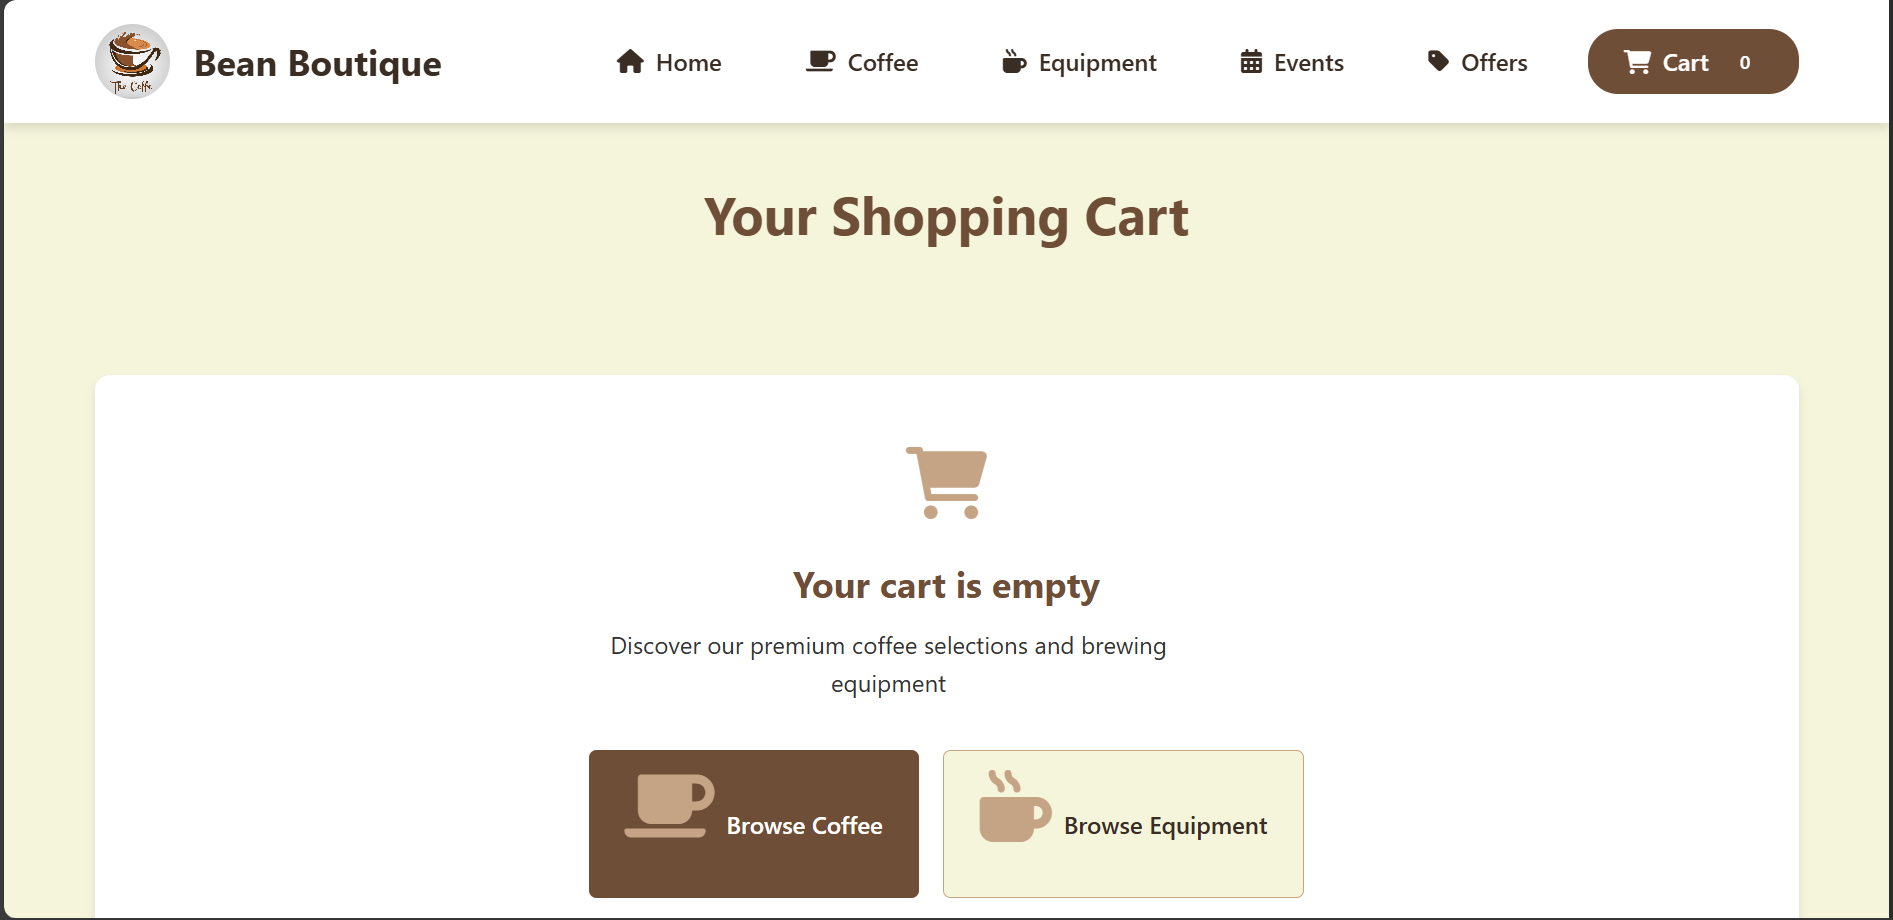 The Coffe
Bean Boutique
Home
Coffee
Equipment
Events
Offers
Cart 0
Your Shopping Cart
Your cart is empty
Discover our premium coffee selections and brewing
equipment
Browse Coffee
Browse Equipment